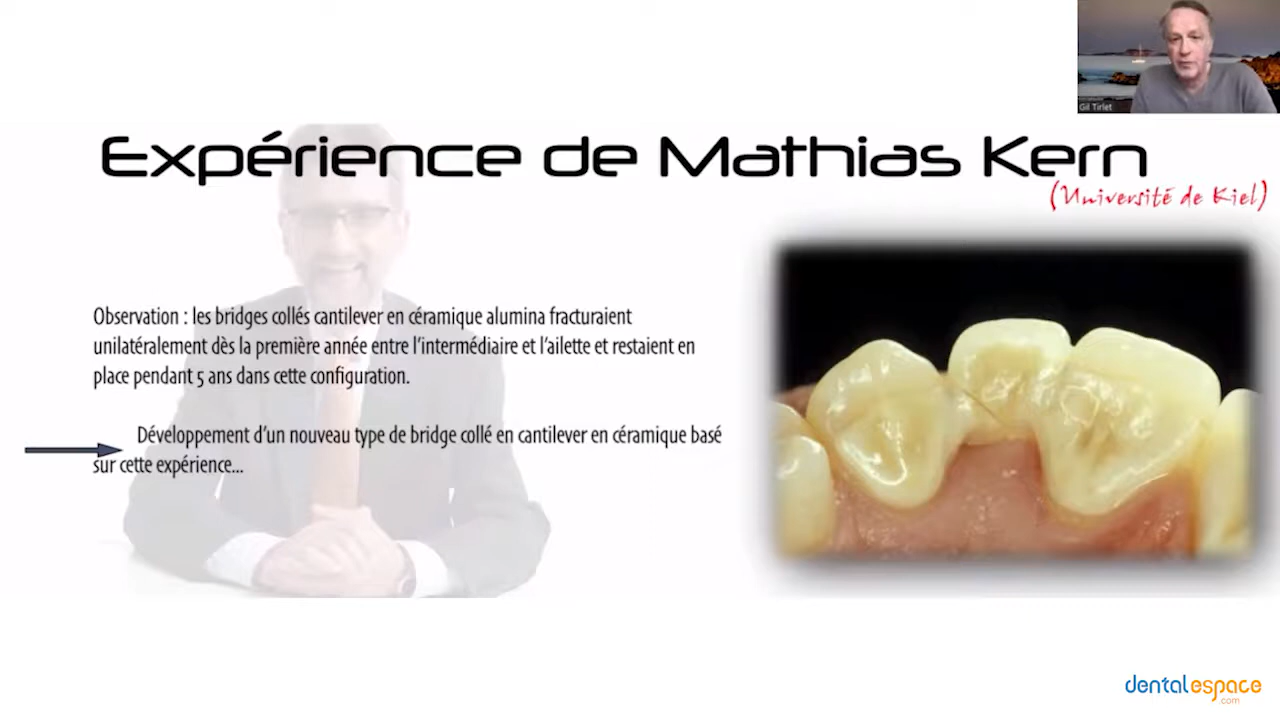 Gil Tirlet
Expérience de Mathias Kern
(Université de Kiel)
Observation : les bridges collés cantilever en céramique alumina fracturaient
unilatéralement dès la première année entre l'intermédiaire et l'ailette et restaient en
place pendant 5 ans dans cette configuration.
Développement d'un nouveau type de bridge collé en cantilever en céramique basé
sur cette expérience...
dentalespace
.com